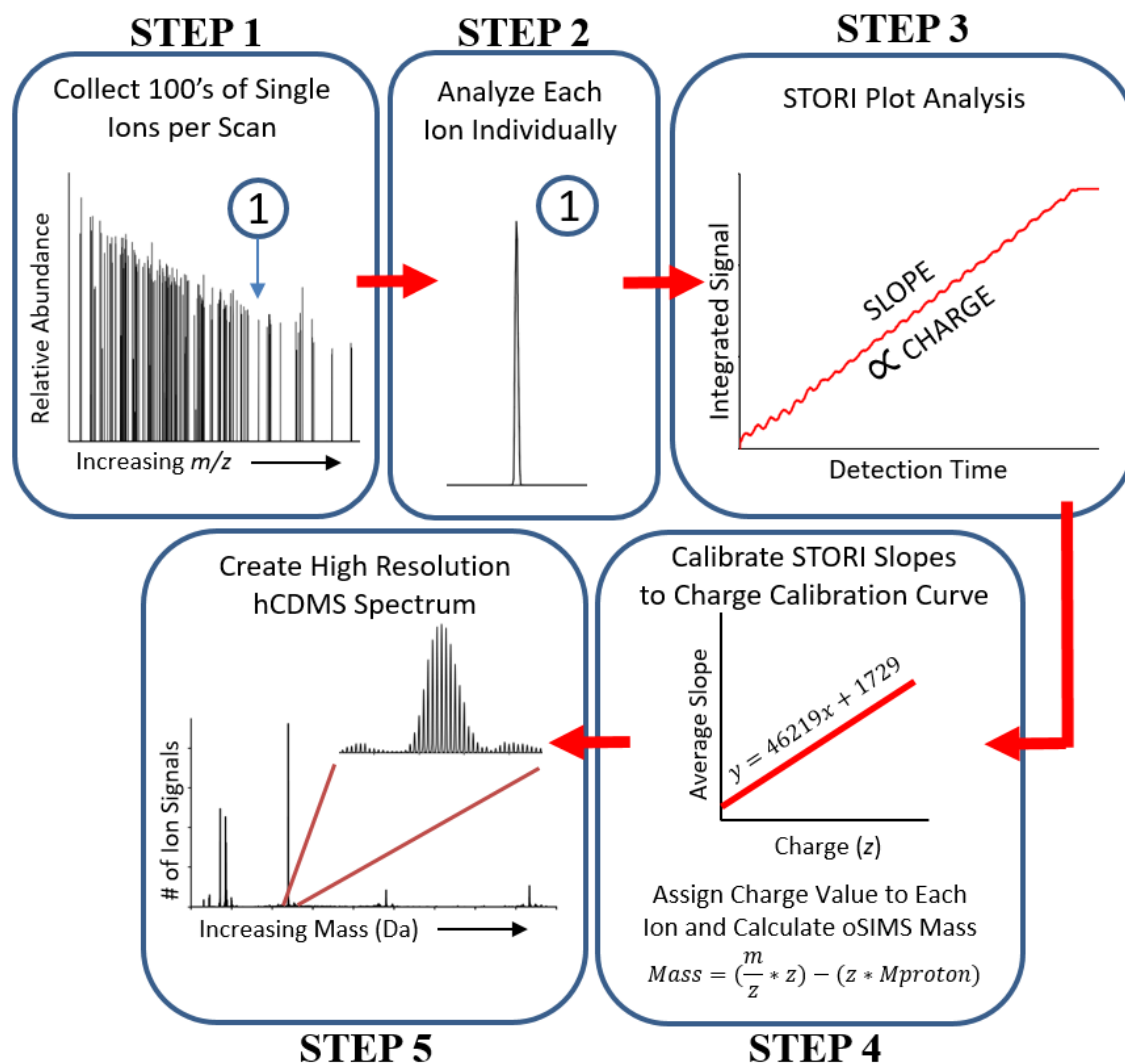 STEP 1
Collect 100's of Single
Ions per Scan
1
Relative Abundance
Increasing m/z
STEP 2
Analyze Each
Ion Individually
1
STEP 3
STORI Plot Analysis
Integrated Signal
SLOPE
∝ CHARGE
Detection Time
Calibrate STORI Slopes
to Charge Calibration Curve
Average Slope
y = 46219x + 1729
Charge (z)
Assign Charge Value to Each
Ion and Calculate oSIMS Mass
Mass = (m/z * z) − (z * Mproton)
STEP 4
Create High Resolution
hCDMS Spectrum
# of Ion Signals
Increasing Mass (Da)
STEP 5